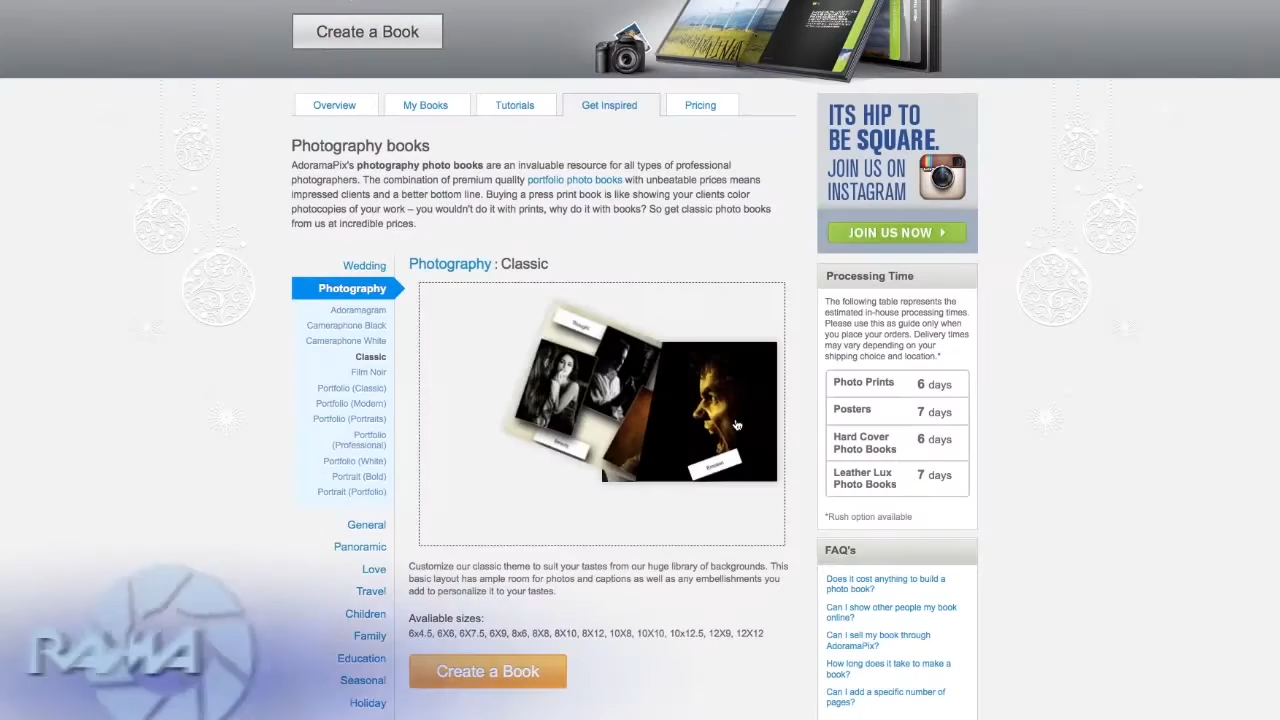 Create a Book
Overview
My Books
Tutorials
Get Inspired
Pricing
Photography books
AdoramaPix's photography photo books are an invaluable resource for all types of professional
photographers. The combination of premium quality portfolio photo books with unbeatable prices means
impressed clients and a better bottom line. Buying a press print book is like showing your clients color
photocopies of your work – you wouldn't do it with prints, why do it with books? So get classic photo books
from us at incredible prices.
Wedding
Photography
Adoramagram
Cameraphone Black
Cameraphone White
Classic
Film Noir
Portfolio (Classic)
Portfolio (Modern)
Portfolio (Portraits)
Portfolio
(Professional)
Portfolio (White)
Portrait (Bold)
Portrait (Portfolio)
General
Panoramic
Love
Travel
Children
Family
Education
Seasonal
Holiday
Photography : Classic
Thought
Beauty
Emotion
Customize our classic theme to suit your tastes from our huge library of backgrounds. This
basic layout has ample room for photos and captions as well as any embellishments you
add to personalize it to your tastes.
Available sizes:
6x4.5, 6X6, 6X7.5, 6X9, 8x6, 8X8, 8X10, 8X12, 10X8, 10X10, 10x12.5, 12X9, 12X12
Create a Book
ITS HIP TO
BE SQUARE.
JOIN US ON
INSTAGRAM
JOIN US NOW
Processing Time
The following table represents the
estimated in-house processing times.
Please use this as guide only when
you place your orders. Delivery times
may vary depending on your
shipping choice and location.*
Photo Prints 6 days
Posters 7 days
Hard Cover
Photo Books 6 days
Leather Lux
Photo Books 7 days
*Rush option available
FAQ's
Does it cost anything to build a
photo book?
Can I show other people my book
online?
Can I sell my book through
AdoramaPix?
How long does it take to make a
book?
Can I add a specific number of
pages?